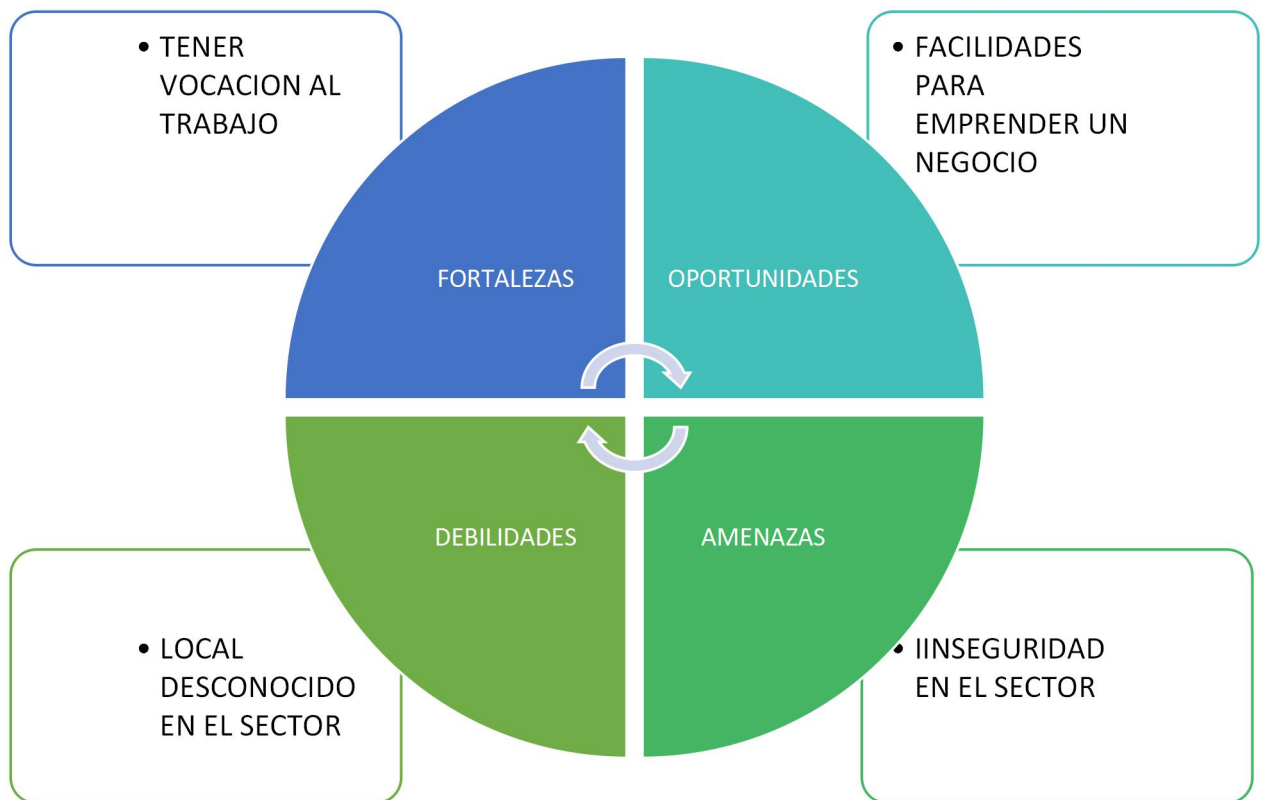 • TENER
VOCACION AL
TRABAJO
• FACILIDADES
PARA
EMPRENDER UN
NEGOCIO
FORTALEZAS
OPORTUNIDADES
DEBILIDADES
AMENAZAS
• LOCAL
DESCONOCIDO
EN EL SECTOR
• IINSEGURIDAD
EN EL SECTOR